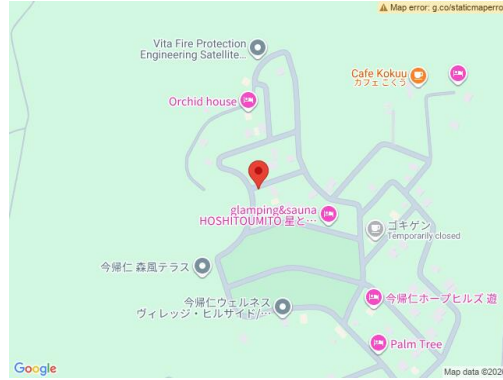 Map error: g.co/staticmaperro
Vita Fire Protection
Engineering Satellite...
Cafe Kokuu
カフェ こくう
Orchid house
glamping&sauna
HOSHITOUMITO 星と…
ゴキゲン
Temporarily closed
今帰仁 森風テラス
今帰仁ウェルネス
ヴィレッジ・ヒルサイド/…
今帰仁ホープヒルズ 遊
Palm Tree
Google
Map data ©202